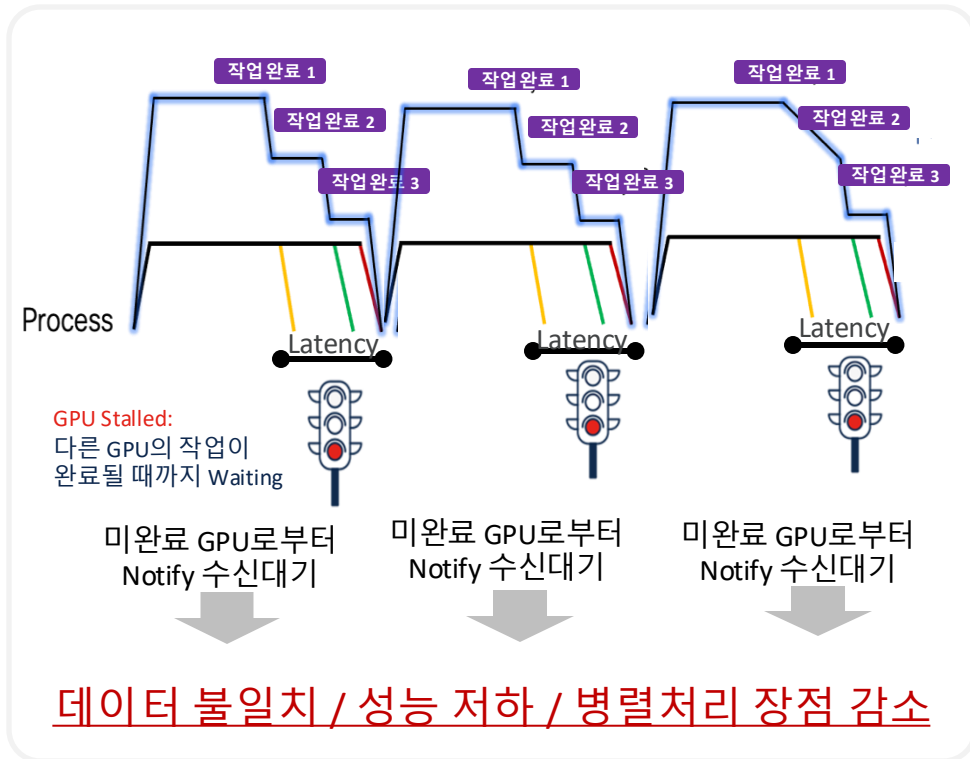 작업완료 1
작업완료 2
작업완료 3
작업완료 1
작업완료 2
작업완료 3
작업완료 1
작업완료 2
작업완료 3
Process
Latency
Latency
Latency
GPU Stalled:
다른 GPU의 작업이
완료될 때까지 Waiting
미완료 GPU로부터
Notify 수신대기
미완료 GPU로부터
Notify 수신대기
미완료 GPU로부터
Notify 수신대기
데이터 불일치 / 성능 저하 / 병렬처리 장점 감소